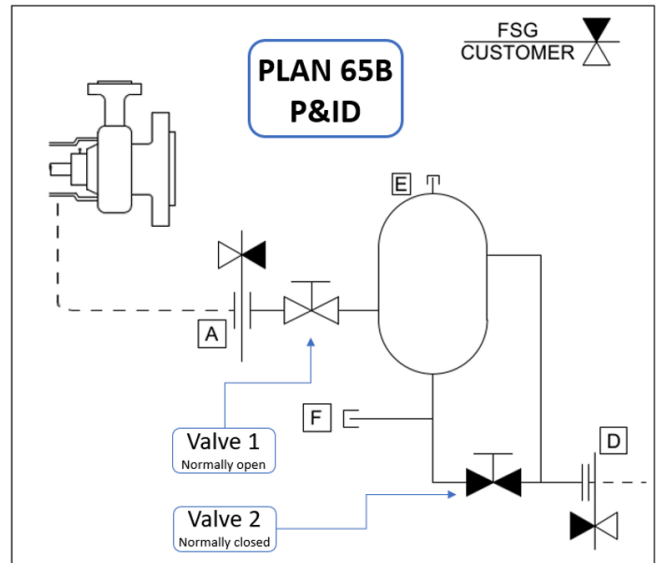 FSG
CUSTOMER
PLAN 65B
P&ID
E
A
F
D
Valve 1
Normally open
Valve 2
Normally closed